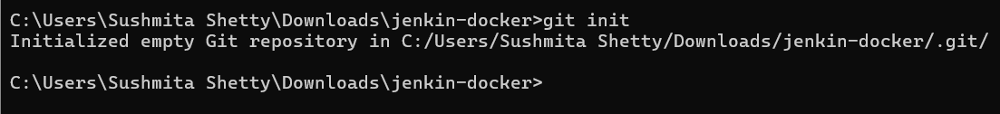 C:\Users\Sushmita Shetty\Downloads\jenkin-docker>git init
Initialized empty Git repository in C:/Users/Sushmita Shetty/Downloads/jenkin-docker/.git/
C:\Users\Sushmita Shetty\Downloads\jenkin-docker>